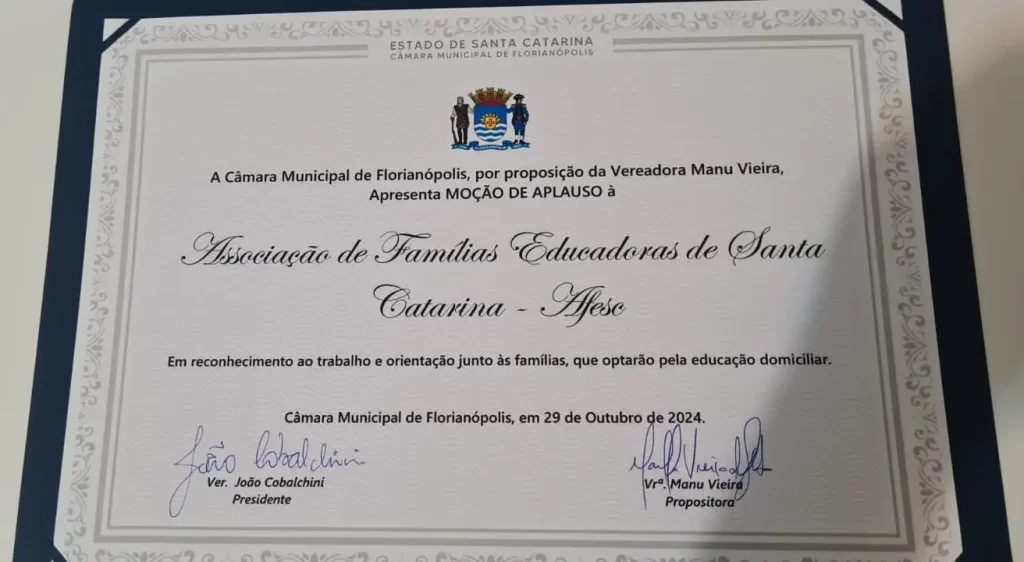 ESTADO DE SANTA CATARINA
CÂMARA MUNICIPAL DE FLORIANÓPOLIS
A Câmara Municipal de Florianópolis, por proposição da Vereadora Manu Vieira,
Apresenta MOÇÃO DE APLAUSO à
Associação de Famílias Educadoras de Santa
Catarina - Afesc
Em reconhecimento ao trabalho e orientação junto às famílias, que optarão pela educação domiciliar.
Câmara Municipal de Florianópolis, em 29 de Outubro de 2024.
João Cobalchini
Ver. João Cobalchini
Presidente
Vrª. Manu Vieira
Propositora